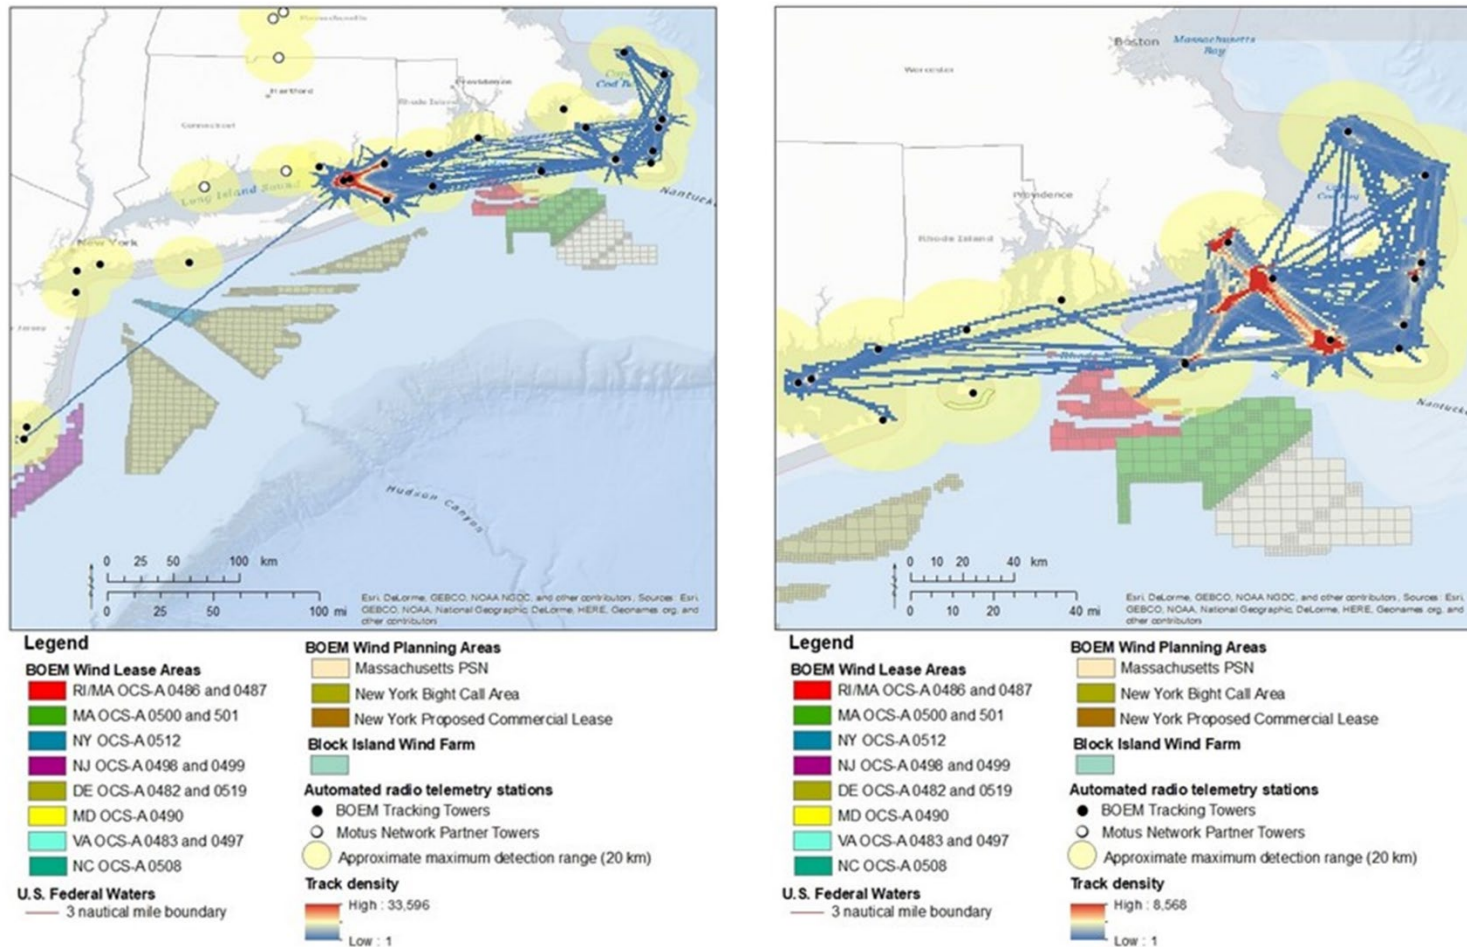 Massachusetts
Hartford
Providence
Rhode Island
Connecticut
Cod Bay
Long Island Sound
New York
Nantuck
Jersey
Hudson Canyon
0 25 50 100 km
0 25 50 100 mi
Esri, DeLorme, GEBCO, NOAA NGDC, and other contributors, Sources: Esri,
GEBCO, NOAA, National Geographic, DeLorme, HERE, Geonames.org, and
other contributors
Legend
BOEM Wind Lease Areas
RI/MA OCS-A 0486 and 0487
MA OCS-A 0500 and 501
NY OCS-A 0512
NJ OCS-A 0498 and 0499
DE OCS-A 0482 and 0519
MD OCS-A 0490
VA OCS-A 0483 and 0497
NC OCS-A 0508
U.S. Federal Waters
3 nautical mile boundary
BOEM Wind Planning Areas
Massachusetts PSN
New York Bight Call Area
New York Proposed Commercial Lease
Block Island Wind Farm
Automated radio telemetry stations
BOEM Tracking Towers
Motus Network Partner Towers
Approximate maximum detection range (20 km)
Track density
High : 33,596
Low : 1
Boston
Massachusetts
Bay
Worcester
Providence
Rhode Island
Nantuck
0 10 20 40 km
0 10 20 40 mi
Esri, DeLorme, GEBCO, NOAA NGDC, and other contributors, Sources: Esri,
GEBCO, NOAA, National Geographic, DeLorme, HERE, Geonames.org, and
other contributors
Legend
BOEM Wind Lease Areas
RI/MA OCS-A 0486 and 0487
MA OCS-A 0500 and 501
NY OCS-A 0512
NJ OCS-A 0498 and 0499
DE OCS-A 0482 and 0519
MD OCS-A 0490
VA OCS-A 0483 and 0497
NC OCS-A 0508
U.S. Federal Waters
3 nautical mile boundary
BOEM Wind Planning Areas
Massachusetts PSN
New York Bight Call Area
New York Proposed Commercial Lease
Block Island Wind Farm
Automated radio telemetry stations
BOEM Tracking Towers
Motus Network Partner Towers
Approximate maximum detection range (20 km)
Track density
High : 8,568
Low : 1